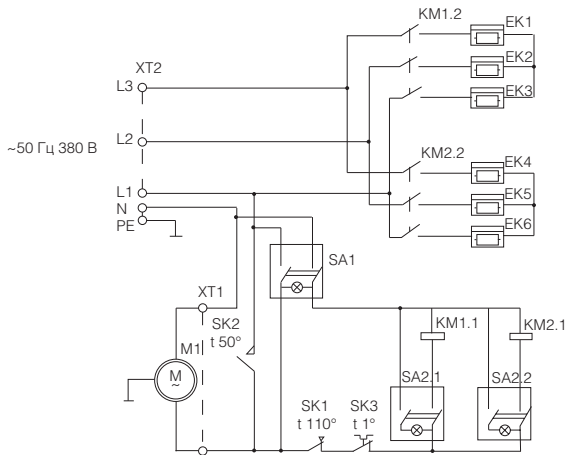 KM1.2
EK1
EK2
EK3
XT2
L3
~50 Гц 380 В
L2
KM2.2
EK4
EK5
EK6
L1
N
PE
SA1
XT1
SK2
t 50°
M1
M
~
KM1.1
KM2.1
SA2.1
SA2.2
SK1
t 110°
SK3
t 1°